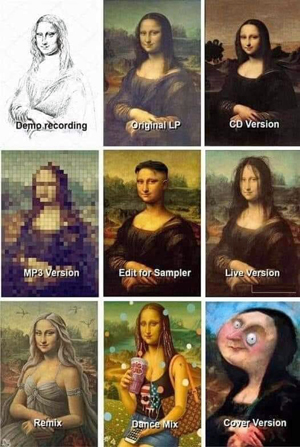 Demo recording
Original LP
CD Version
MP3 Version
Edit for Sampler
Live Version
Remix
Dance Mix
Cover Version